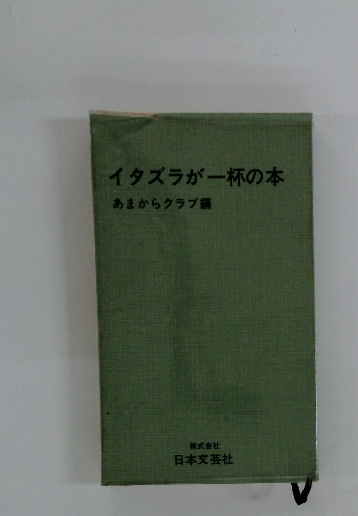 イタズラが一杯の本
あまからクラブ編
株式会社
日本文芸社